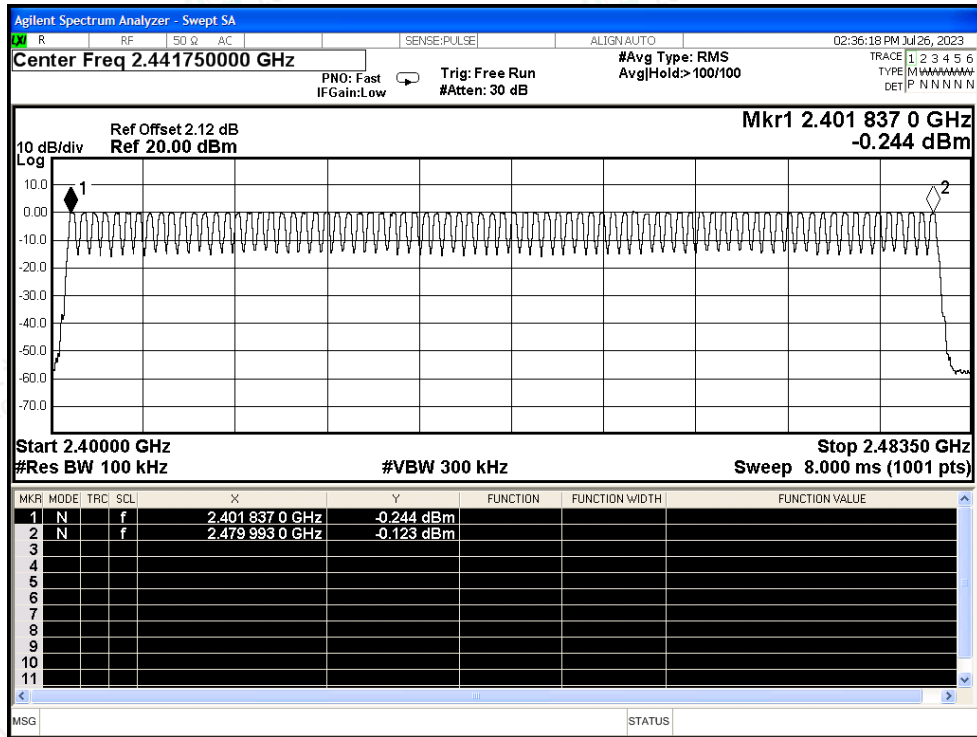 Agilent Spectrum Analyzer - Swept SA
LXI R RF 50 Ω AC SENSE:PULSE ALIGN AUTO 02:36:18 PM Jul 26, 2023
Center Freq 2.441750000 GHz
PNO: Fast
IFGain:Low
Trig: Free Run
#Atten: 30 dB
#Avg Type: RMS
Avg|Hold:>100/100
TRACE 1 2 3 4 5 6
TYPE M
DET P N N N N N
Mkr1 2.401 837 0 GHz
-0.244 dBm
Ref Offset 2.12 dB
10 dB/div Ref 20.00 dBm
Log
10.0
0.00
-10.0
-20.0
-30.0
-40.0
-50.0
-60.0
-70.0
1
2
Start 2.40000 GHz Stop 2.48350 GHz
#Res BW 100 kHz #VBW 300 kHz Sweep 8.000 ms (1001 pts)
MKR MODE TRC SCL X Y FUNCTION FUNCTION WIDTH FUNCTION VALUE
1 N f 2.401 837 0 GHz -0.244 dBm
2 N f 2.479 993 0 GHz -0.123 dBm
3
4
5
6
7
8
9
10
11
MSG STATUS